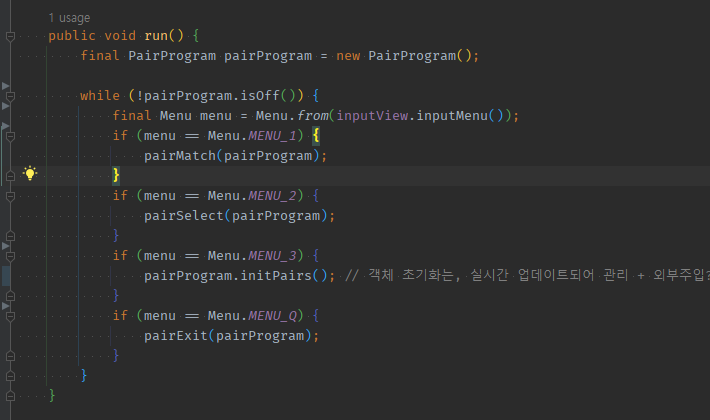 1 usage
public void run() {
final PairProgram pairProgram = new PairProgram();
while (!pairProgram.isOff()) {
final Menu menu = Menu.from(inputView.inputMenu());
if (menu == Menu.MENU_1) {
pairMatch(pairProgram);
}
if (menu == Menu.MENU_2) {
pairSelect(pairProgram);
}
if (menu == Menu.MENU_3) {
pairProgram.initPairs(); // 객체 초기화는, 실시간 업데이트되어 관리 + 외부주입?
}
if (menu == Menu.MENU_Q) {
pairExit(pairProgram);
}
}
}